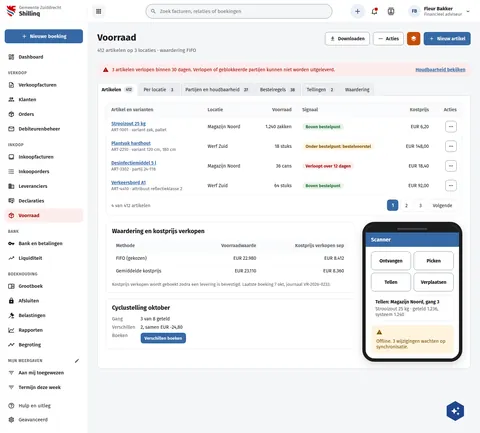 Gemeente Zuiddrecht
Shilling
Zoek facturen, relaties of boekingen
FB
Fleur Bakker
Financieel adviseur
+ Nieuwe boeking
Dashboard
VERKOOP
Verkoopfacturen
Klanten
Orders
Debiteurenbeheer
INKOOP
Inkoopfacturen
Inkooporders
Leveranciers
Declaraties
Voorraad
BANK
Bank en betalingen
Liquiditeit
BOEKHOUDING
Grootboek
Afsluiten
Belastingen
Rapporten
Begroting
MIJN WEERGAVEN
Aan mij toegewezen
Termijn deze week
Hulp en uitleg
Geavanceerd
Voorraad
412 artikelen op 3 locaties - waardering FIFO
Downloaden
Acties
+ Nieuw artikel
3 artikelen verlopen binnen 30 dagen. Verlopen of geblokkeerde partijen kunnen niet worden uitgeleverd.
Houdbaarheid bekijken
Artikelen 412
Per locatie 3
Partijen en houdbaarheid 27
Bestelregels 38
Tellingen 2
Waardering
Artikel en varianten Locatie Voorraad Signaal Kostprijs Acties
Strooizout 25 kg
ART-1001 - variant zak, pallet
Magazijn Noord 1.240 zakken Boven bestelpunt EUR 6,20
Plantvak hardhout
ART-2210 - variant 120 cm, 180 cm
Werf Zuid 18 stuks Onder bestelpunt: bestelvoorstel EUR 148,00
Desinfectiemiddel 5 l
ART-3302 - partij 24-118
Magazijn Noord 36 cans Verloopt over 12 dagen EUR 18,40
Verkeersbord A1
ART-4410 - attribuut reflectieklasse 2
Werf Zuid 64 stuks Boven bestelpunt EUR 92,00
4 van 412 artikelen
1 2 3 Volgende
Waardering en kostprijs verkopen
Methode Voorraadwaarde Kostprijs verkopen sep
FIFO (gekozen) EUR 22.980 EUR 8.412
Gemiddelde kostprijs EUR 23.110 EUR 8.360
Cyclustelling oktober
Gang 3 van 8 geteld
Verschillen 2, samen EUR -24,80
Boeken Verschillen boeken
Scanner
Ontvangen
Picken
Tellen
Verplaatsen
Tellen: Magazijn Noord, gang 3
Strooizout 25 kg - geteld 1.236,
systeem 1.240
Offline. 3 wijzigingen wachten op
synchronisatie.